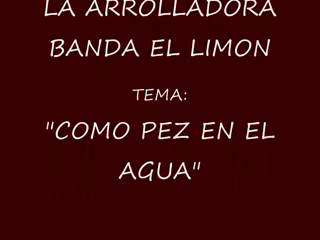 LA ARROLLADORA
BANDA EL LIMON
TEMA:
"COMO PEZ EN EL
AGUA"